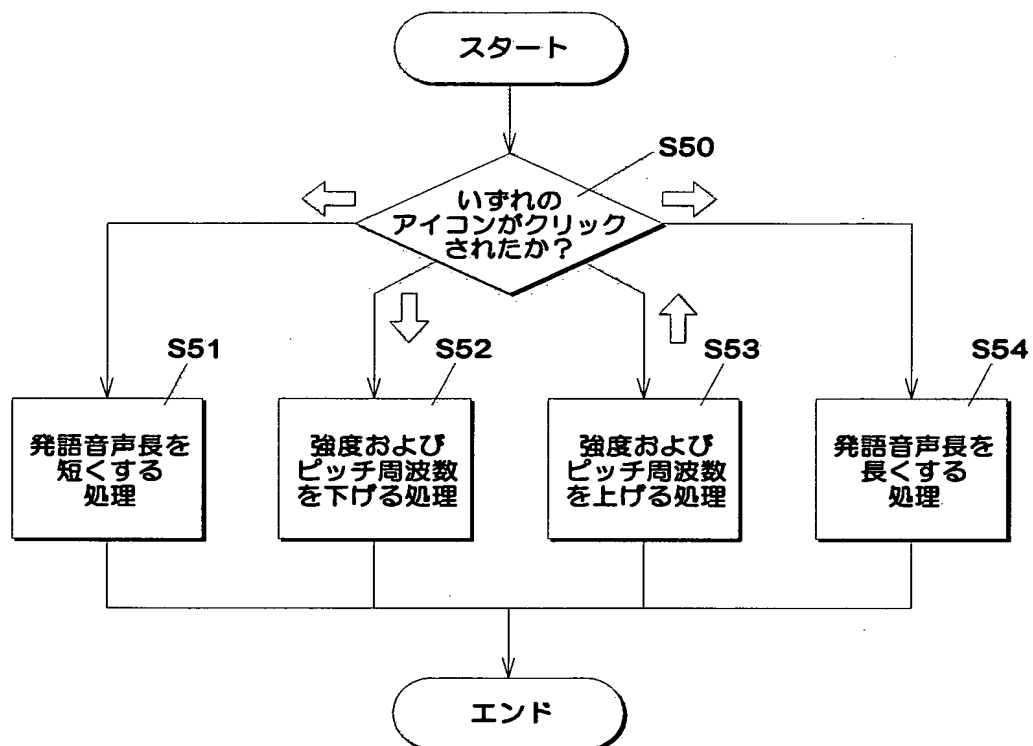 スタート
S50
いずれの
アイコンがクリック
されたか？
S51
S52
S53
S54
発語音声長を
短くする
処理
強度および
ピッチ周波数
を下げる処理
強度および
ピッチ周波数
を上げる処理
発語音声長を
長くする
処理
エンド